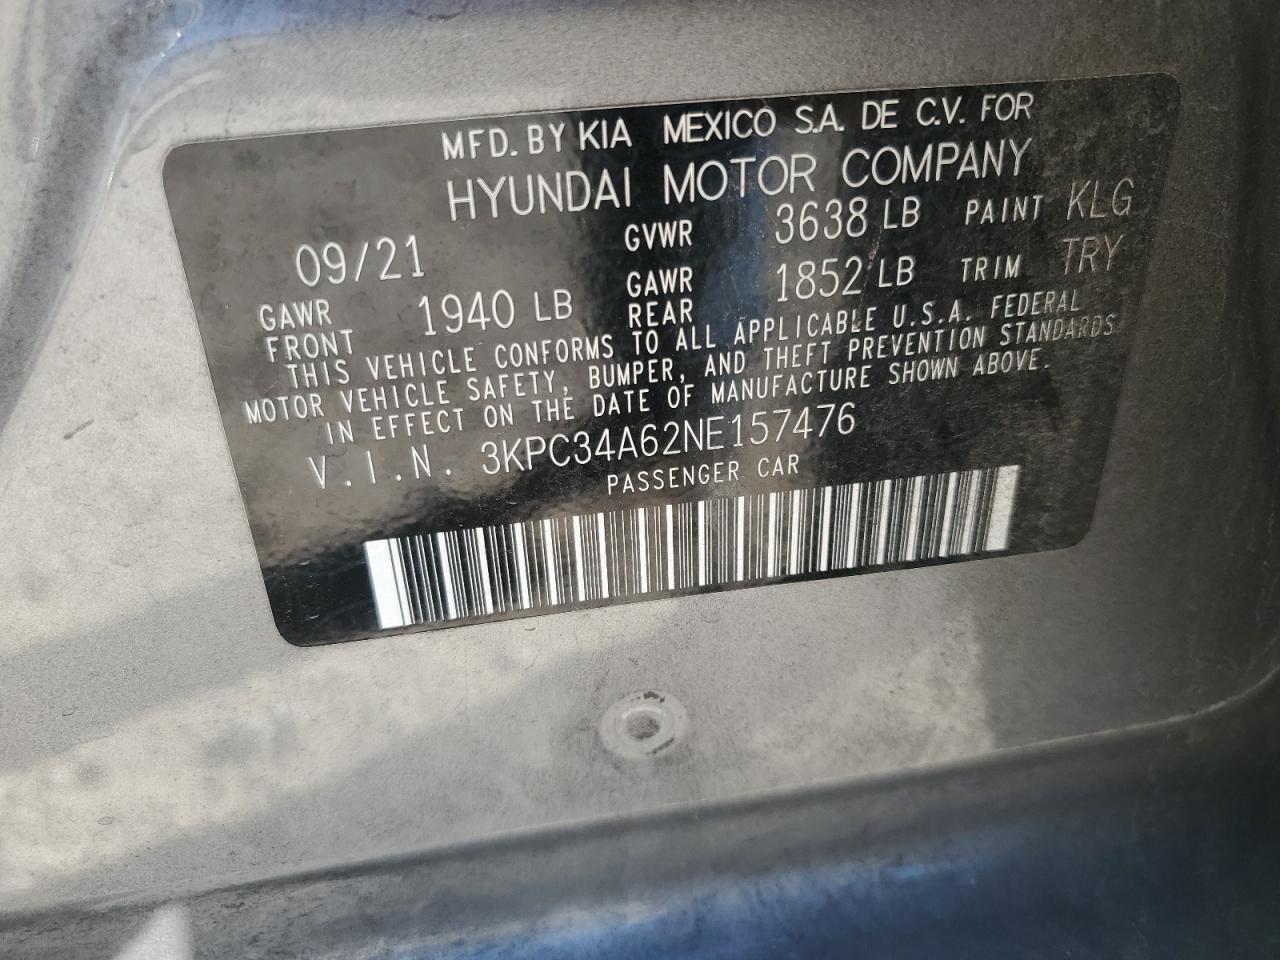 MFD. BY KIA MEXICO S.A. DE C.V. FOR
HYUNDAI MOTOR COMPANY
09/21 GVWR 3638 LB PAINT KLG
GAWR FRONT 1940 LB GAWR REAR 1852 LB TRIM TRY
THIS VEHICLE CONFORMS TO ALL APPLICABLE U.S.A. FEDERAL
MOTOR VEHICLE SAFETY, BUMPER, AND THEFT PREVENTION STANDARDS
IN EFFECT ON THE DATE OF MANUFACTURE SHOWN ABOVE.
V.I.N. 3KPC34A62NE157476
PASSENGER CAR